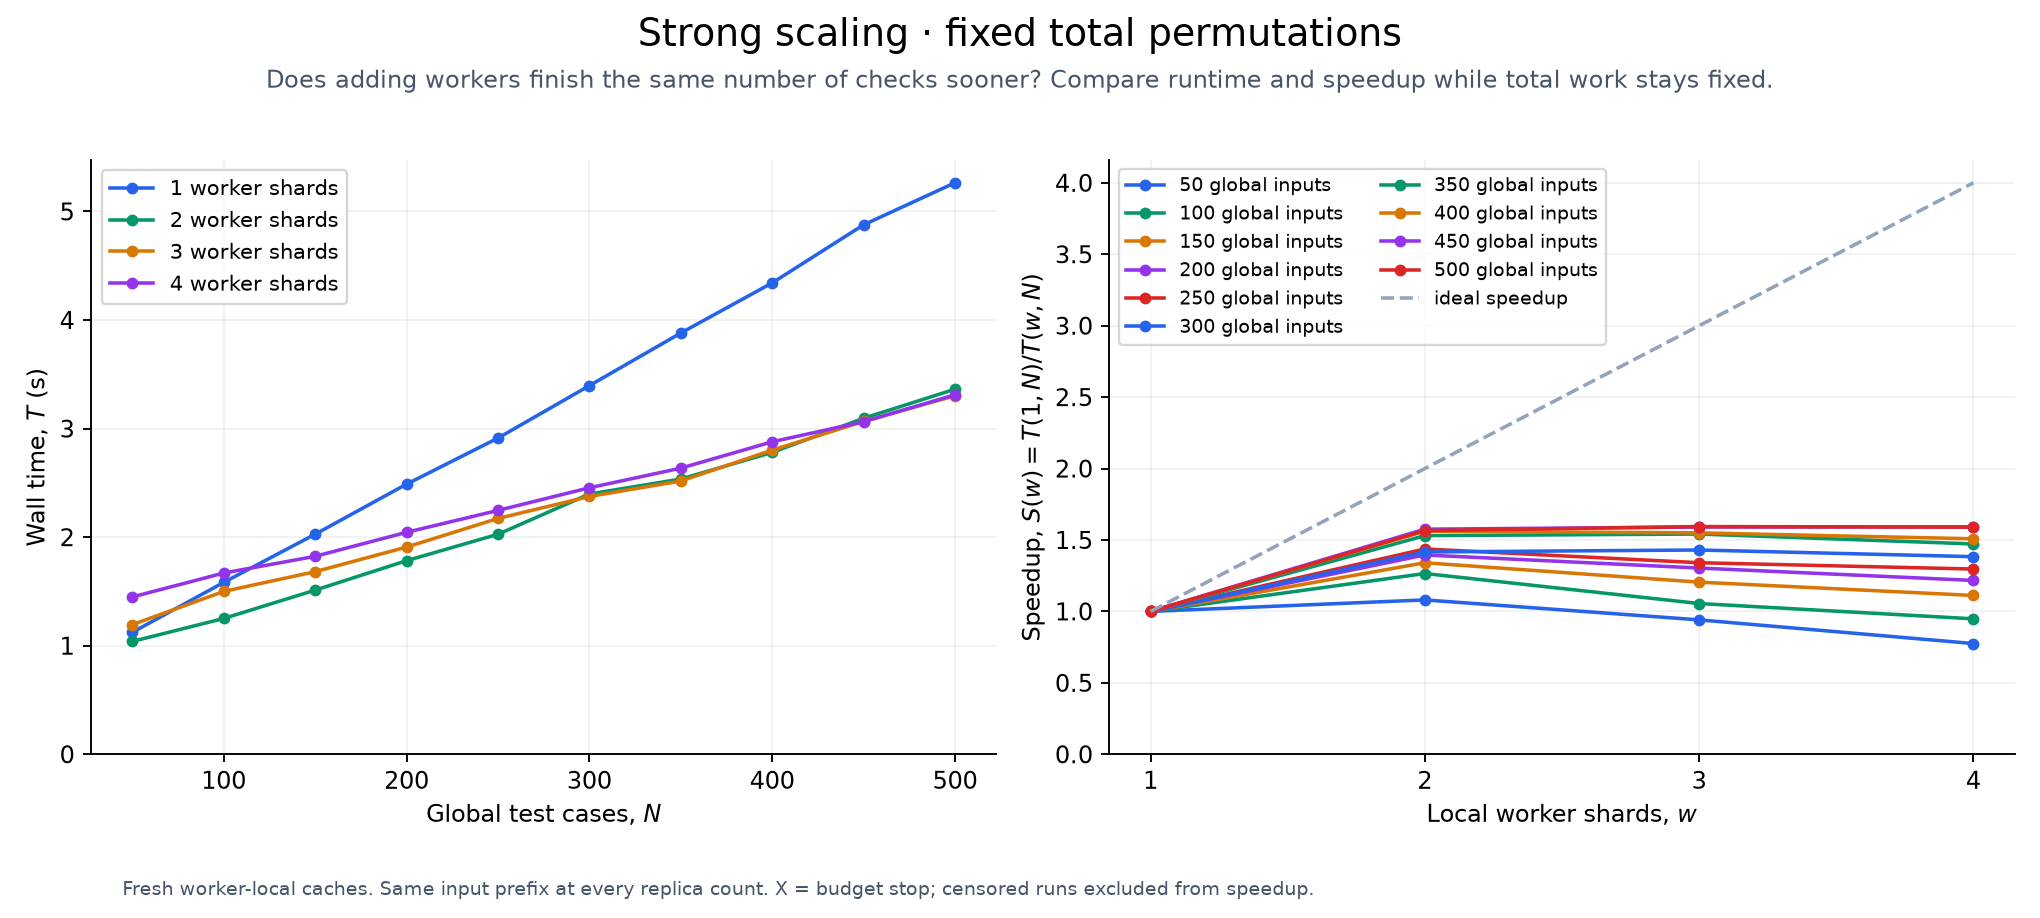 Strong scaling · fixed total permutations
Does adding workers finish the same number of checks sooner? Compare runtime and speedup while total work stays fixed.
Wall time, T (s)
5
4
3
2
1
0
1 worker shards
2 worker shards
3 worker shards
4 worker shards
100
200
300
400
500
Global test cases, N
Speedup, S(w) = T(1, N)/T(w, N)
4.0
3.5
3.0
2.5
2.0
1.5
1.0
0.5
0.0
50 global inputs
100 global inputs
150 global inputs
200 global inputs
250 global inputs
300 global inputs
350 global inputs
400 global inputs
450 global inputs
500 global inputs
ideal speedup
1
2
3
4
Local worker shards, w
Fresh worker-local caches. Same input prefix at every replica count. X = budget stop; censored runs excluded from speedup.